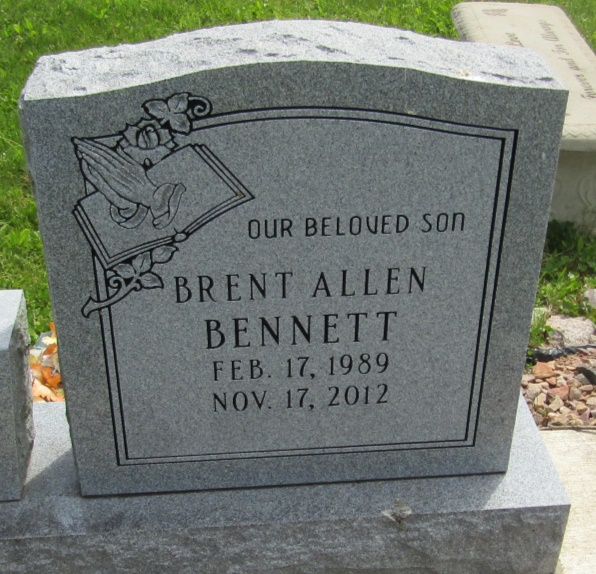 OUR BELOVED SON
BRENT ALLEN
BENNETT
FEB. 17, 1989
NOV. 17, 2012